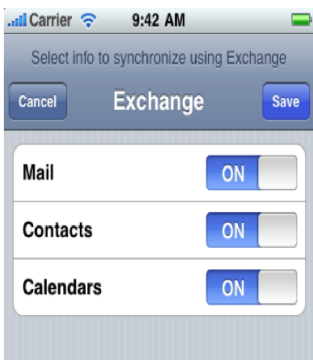 Carrier 9:42 AM
Select info to synchronize using Exchange
Cancel Exchange Save
Mail ON
Contacts ON
Calendars ON